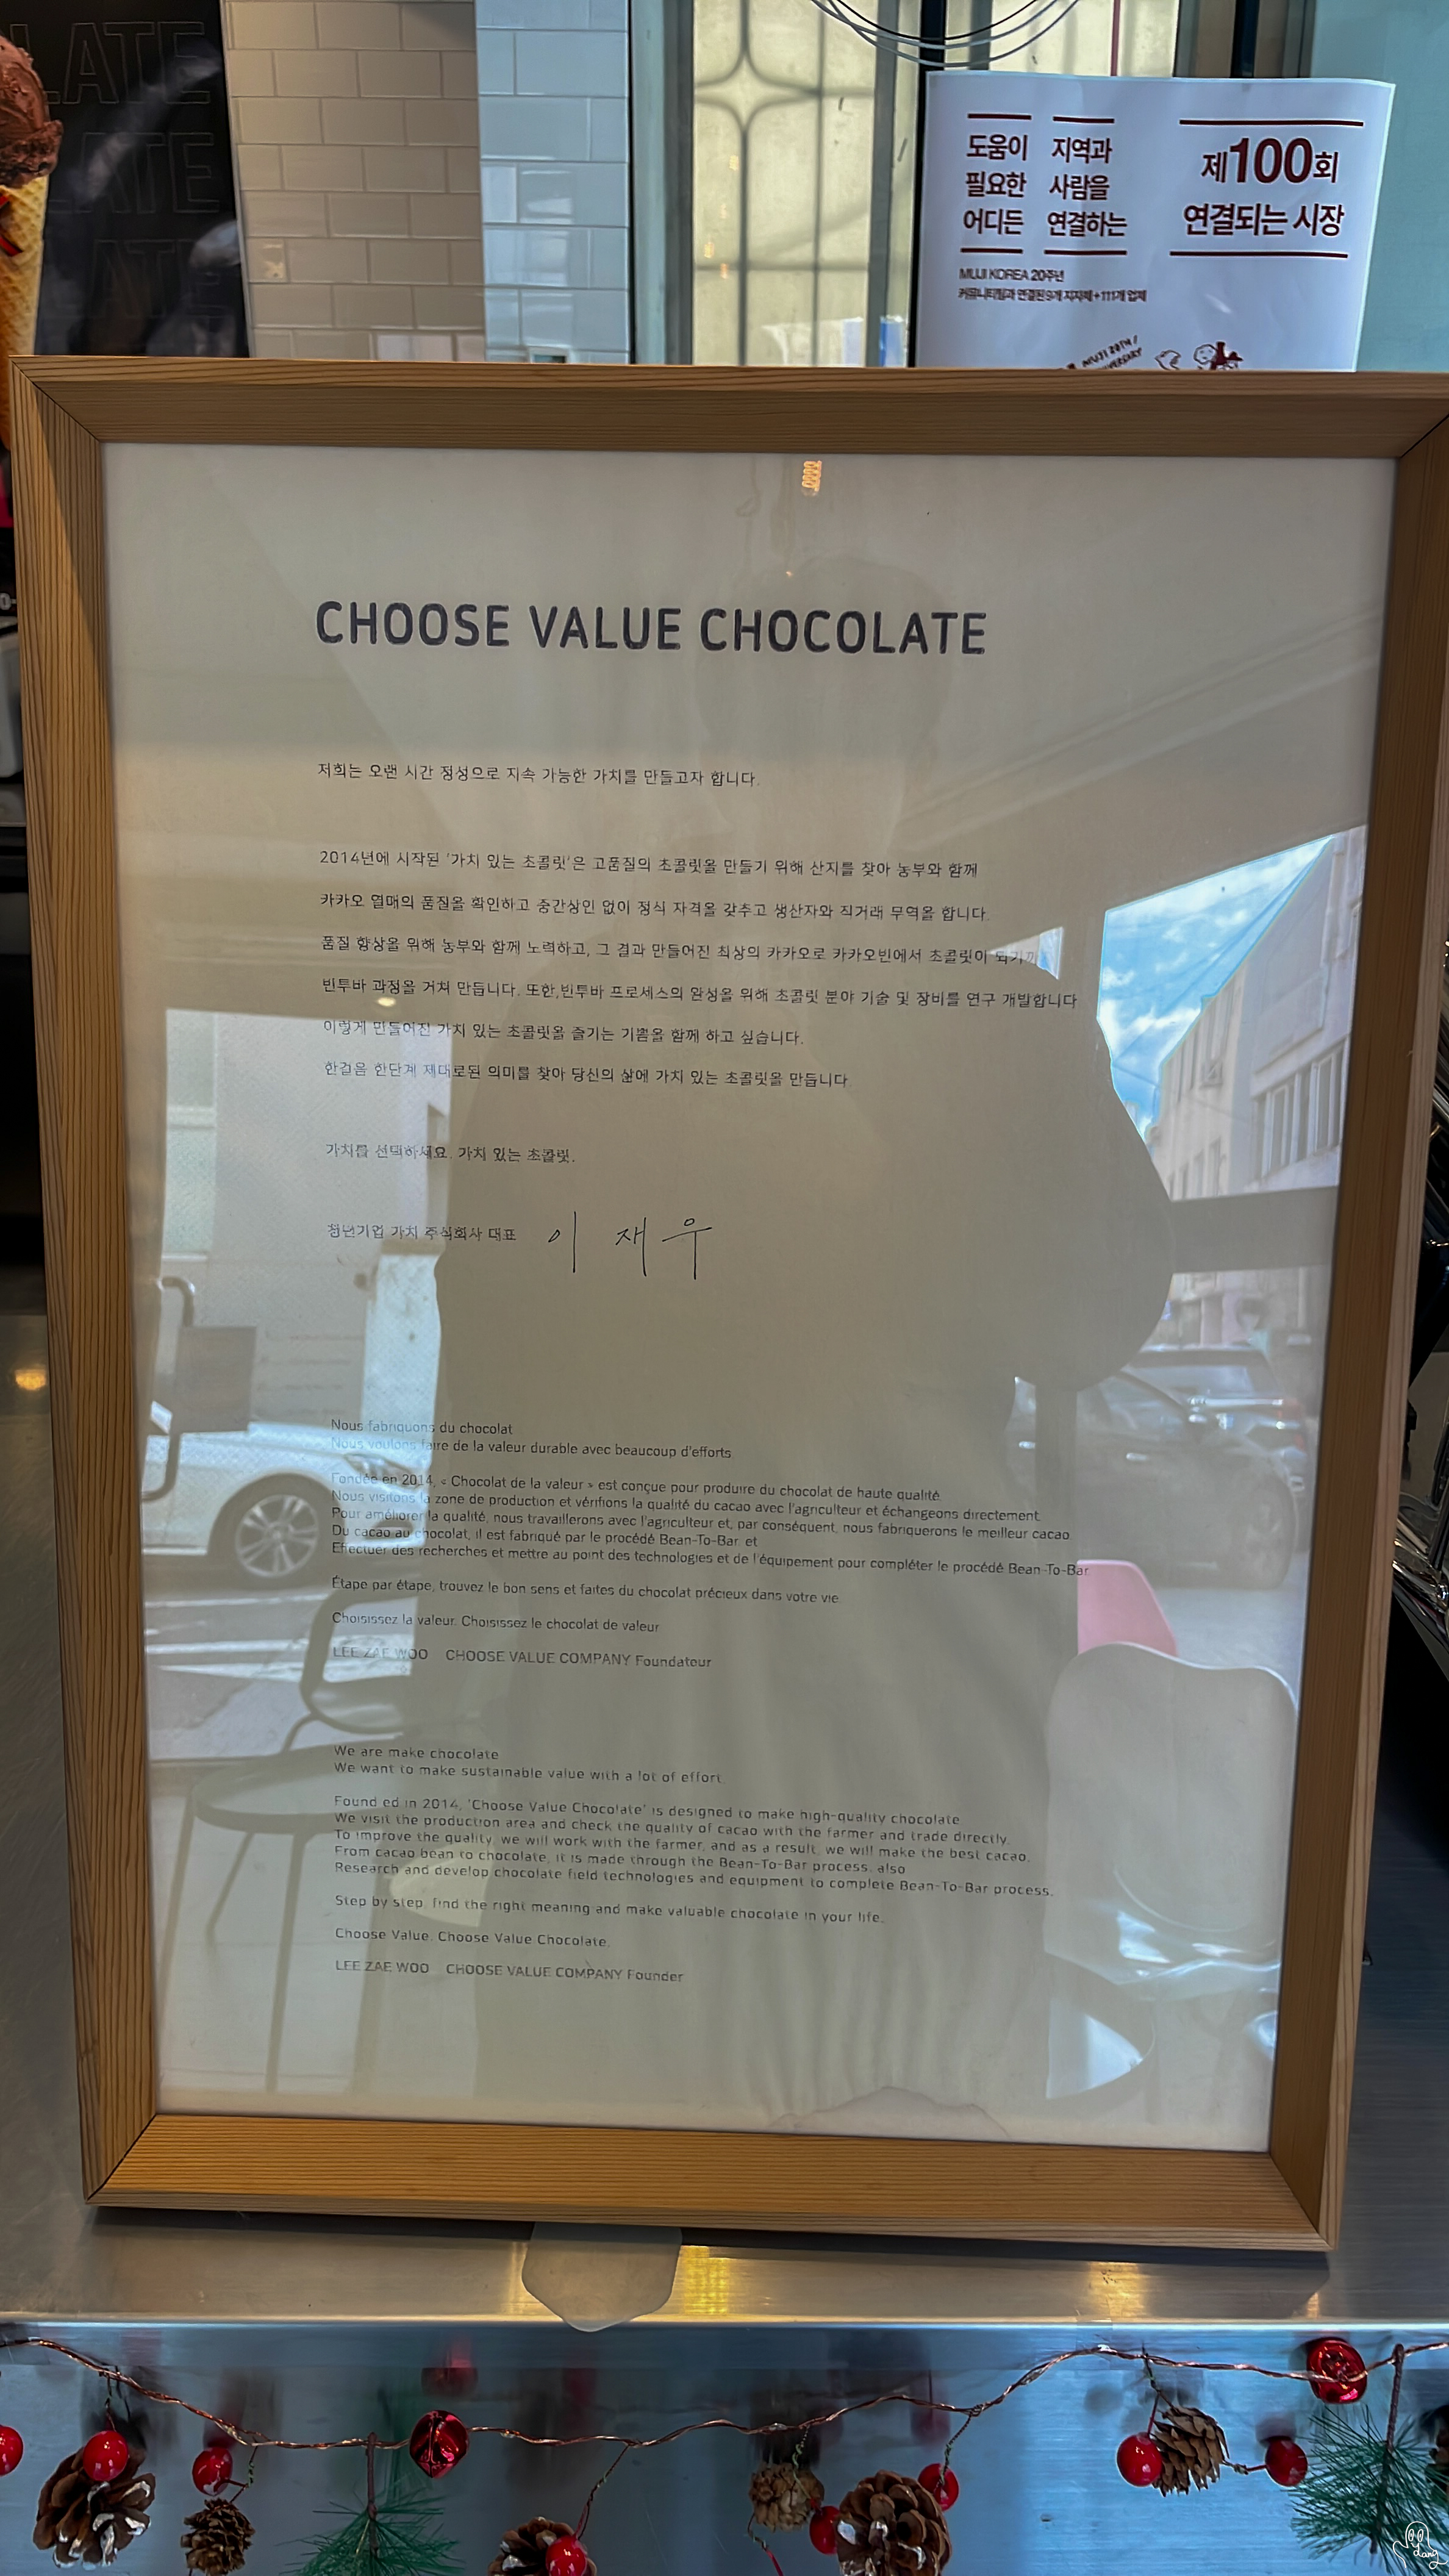 LATE
LATE
LATE
도움이 필요한 어디든
지역과 사람을 연결하는
제100회
연결되는 시장
MUJI KOREA 20주년
커뮤니티팀과 연결된 9개 지자체+111개 업체
MUJI 20TH
CHOOSE VALUE CHOCOLATE
저희는 오랜 시간 정성으로 지속 가능한 가치를 만들고자 합니다.
2014년에 시작된 '가치 있는 초콜릿'은 고품질의 초콜릿을 만들기 위해 산지를 찾아 농부와 함께
카카오 열매의 품질을 확인하고 중간상인 없이 정식 자격을 갖추고 생산자와 직거래 무역을 합니다.
품질 향상을 위해 농부와 함께 노력하고, 그 결과 만들어진 최상의 카카오로 카카오빈에서 초콜릿이 되기까지
빈투바 과정을 거쳐 만듭니다. 또한,빈투바 프로세스의 완성을 위해 초콜릿 분야 기술 및 장비를 연구 개발합니다
이렇게 만들어진 가치 있는 초콜릿을 즐기는 기쁨을 함께 하고 싶습니다.
한걸음 한단계 제대로된 의미를 찾아 당신의 삶에 가치 있는 초콜릿을 만듭니다.
가치를 선택하세요. 가치 있는 초콜릿.
청년기업 가치 주식회사 대표 이 재 우
Nous fabriquons du chocolat
Nous voulons faire de la valeur durable avec beaucoup d'efforts.
Fondée en 2014, « Chocolat de la valeur » est conçue pour produire du chocolat de haute qualité.
Nous visitons la zone de production et vérifions la qualité du cacao avec l'agriculteur et échangeons directement.
Pour améliorer la qualité, nous travaillerons avec l'agriculteur et, par conséquent, nous fabriquerons le meilleur cacao.
Du cacao au chocolat, il est fabriqué par le procédé Bean-To-Bar. et
Effectuer des recherches et mettre au point des technologies et de l'équipement pour compléter le procédé Bean-To-Bar.
Étape par étape, trouvez le bon sens et faites du chocolat précieux dans votre vie.
Choisissez la valeur. Choisissez le chocolat de valeur
LEE ZAE WOO CHOOSE VALUE COMPANY Foundateur
We are make chocolate
We want to make sustainable value with a lot of effort.
Found ed in 2014, 'Choose Value Chocolate' is designed to make high-quality chocolate.
We visit the production area and check the quality of cacao with the farmer and trade directly.
To improve the quality, we will work with the farmer, and as a result, we will make the best cacao.
From cacao bean to chocolate, it is made through the Bean-To-Bar process. also
Research and develop chocolate field technologies and equipment to complete Bean-To-Bar process.
Step by step, find the right meaning and make valuable chocolate in your life.
Choose Value. Choose Value Chocolate.
LEE ZAE WOO CHOOSE VALUE COMPANY Founder